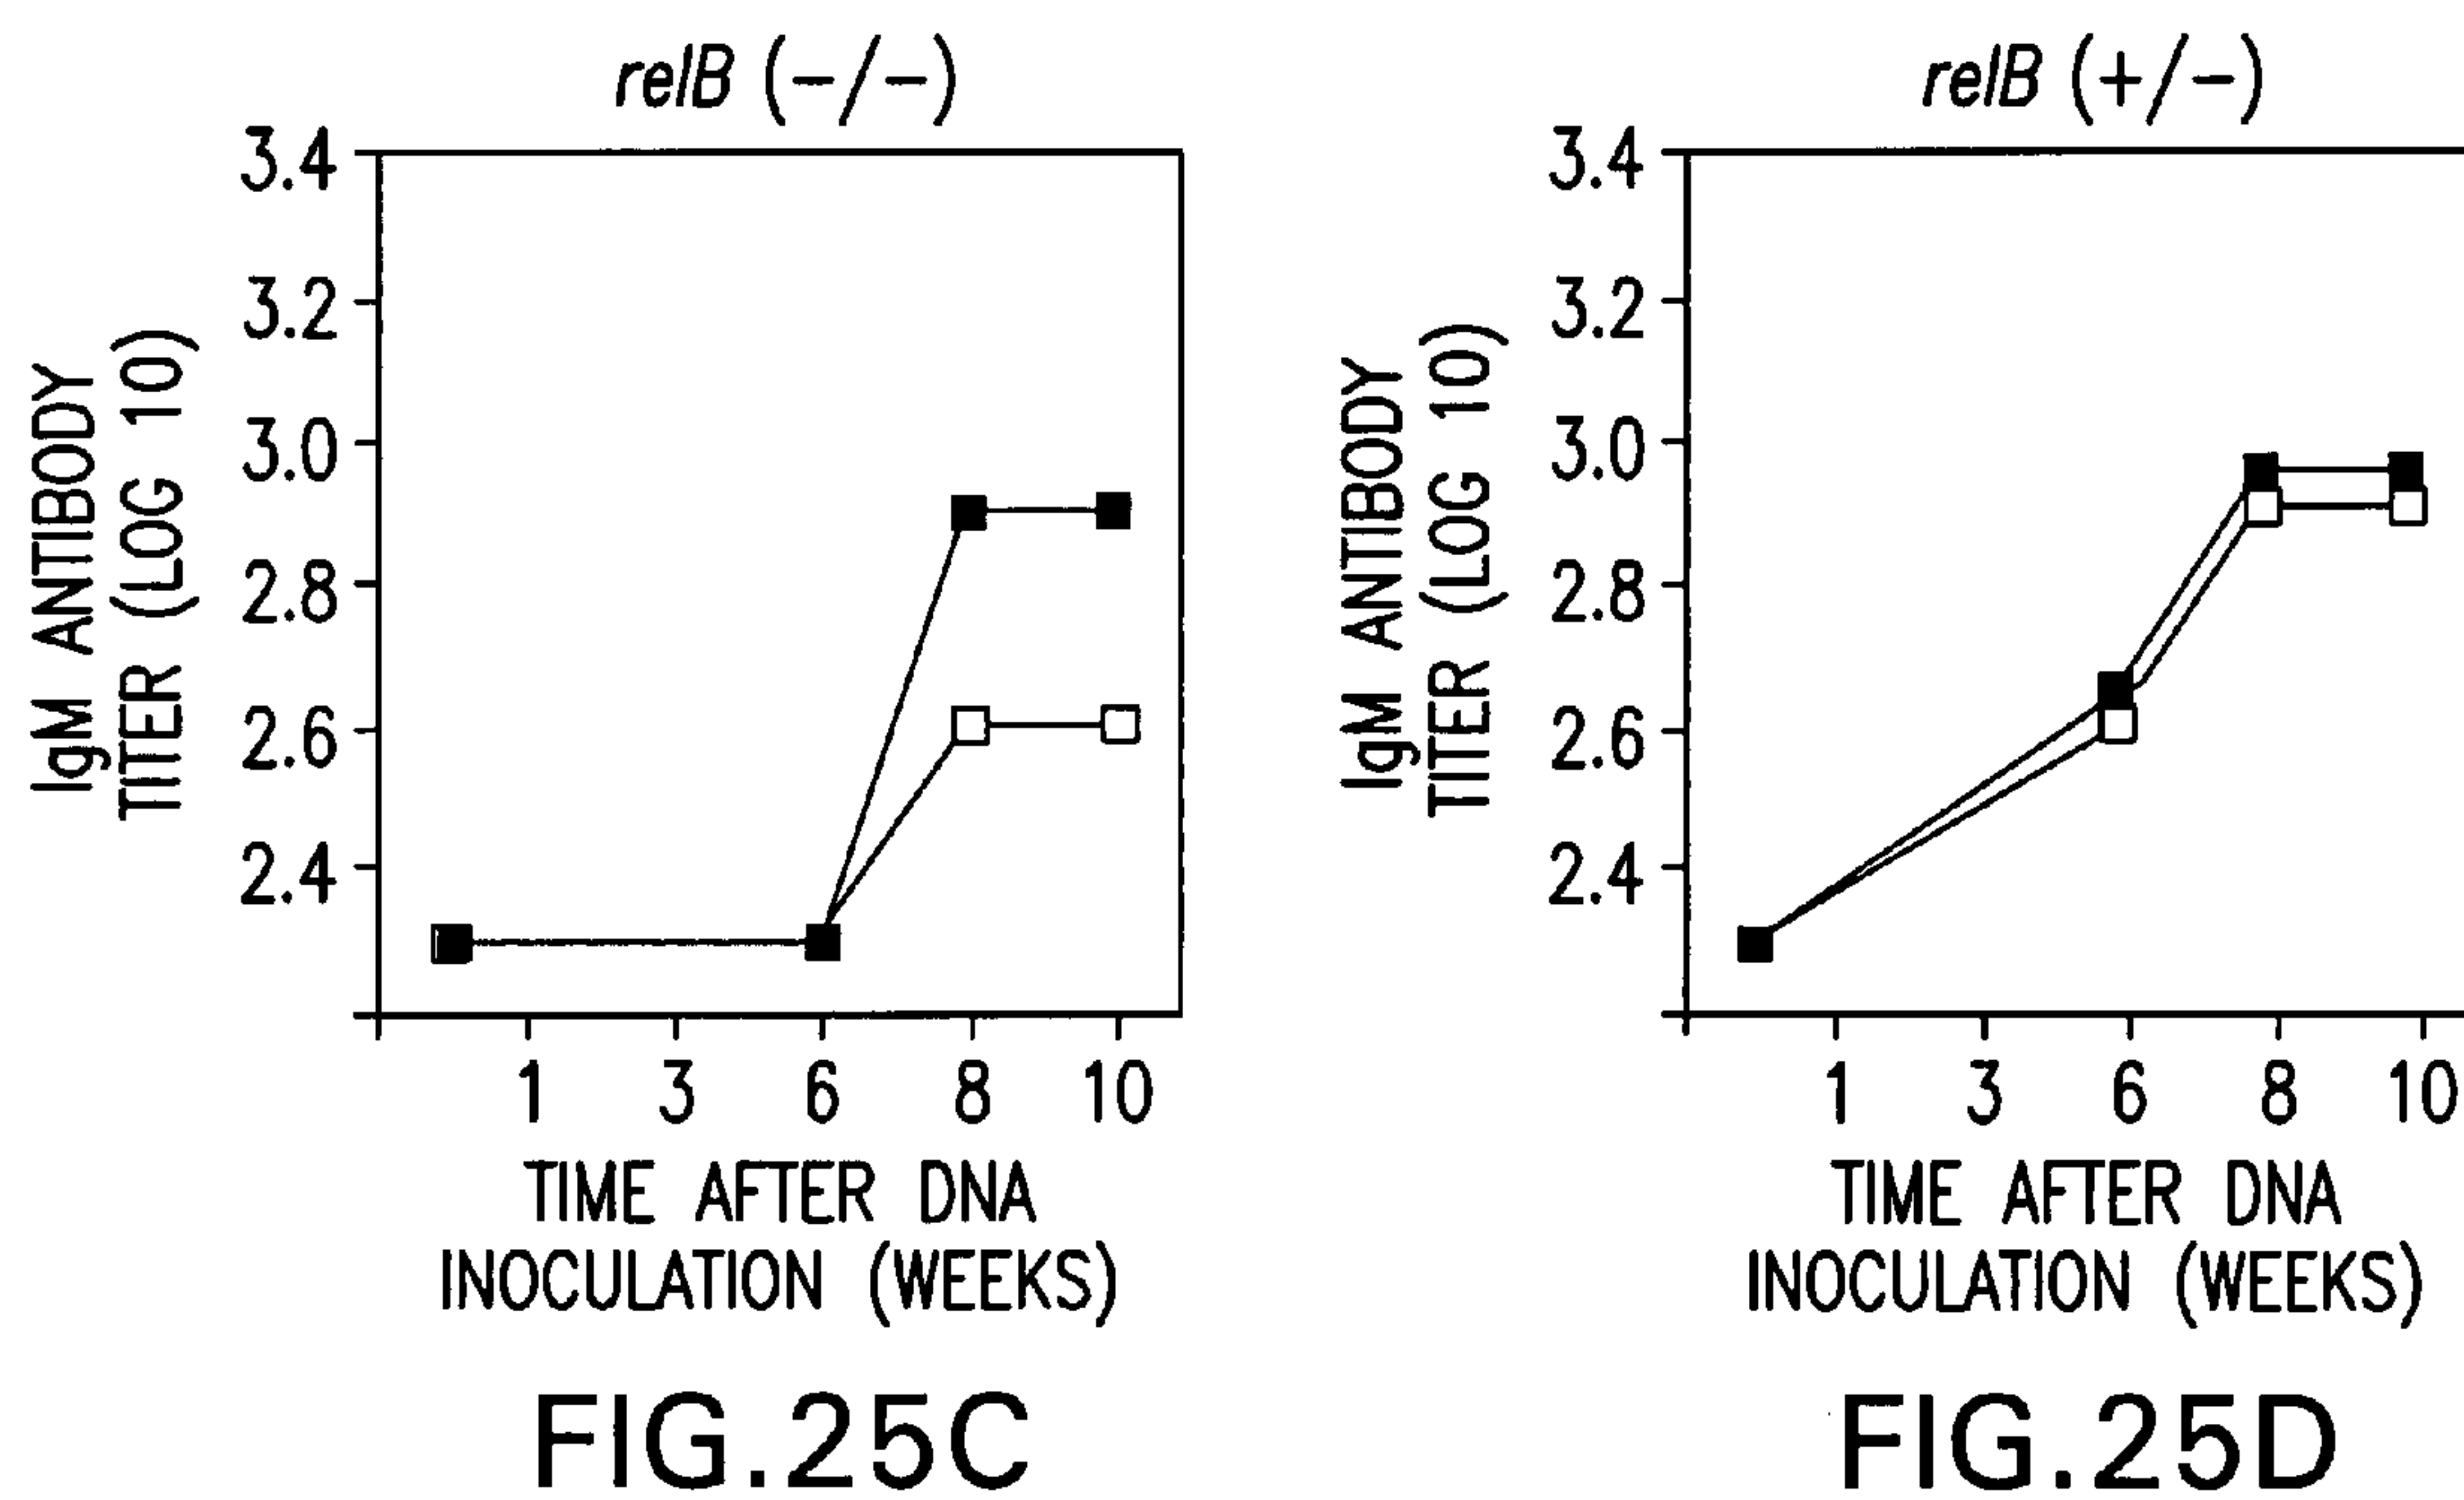 relB (−/−)
3.4
3.2
3.0
2.8
2.6
2.4
IgM ANTIBODY
TITER (LOG 10)
1 3 6 8 10
TIME AFTER DNA
INOCULATION (WEEKS)
FIG.25C
relB (+/−)
3.4
3.2
3.0
2.8
2.6
2.4
IgM ANTIBODY
TITER (LOG 10)
1 3 6 8 10
TIME AFTER DNA
INOCULATION (WEEKS)
FIG.25D